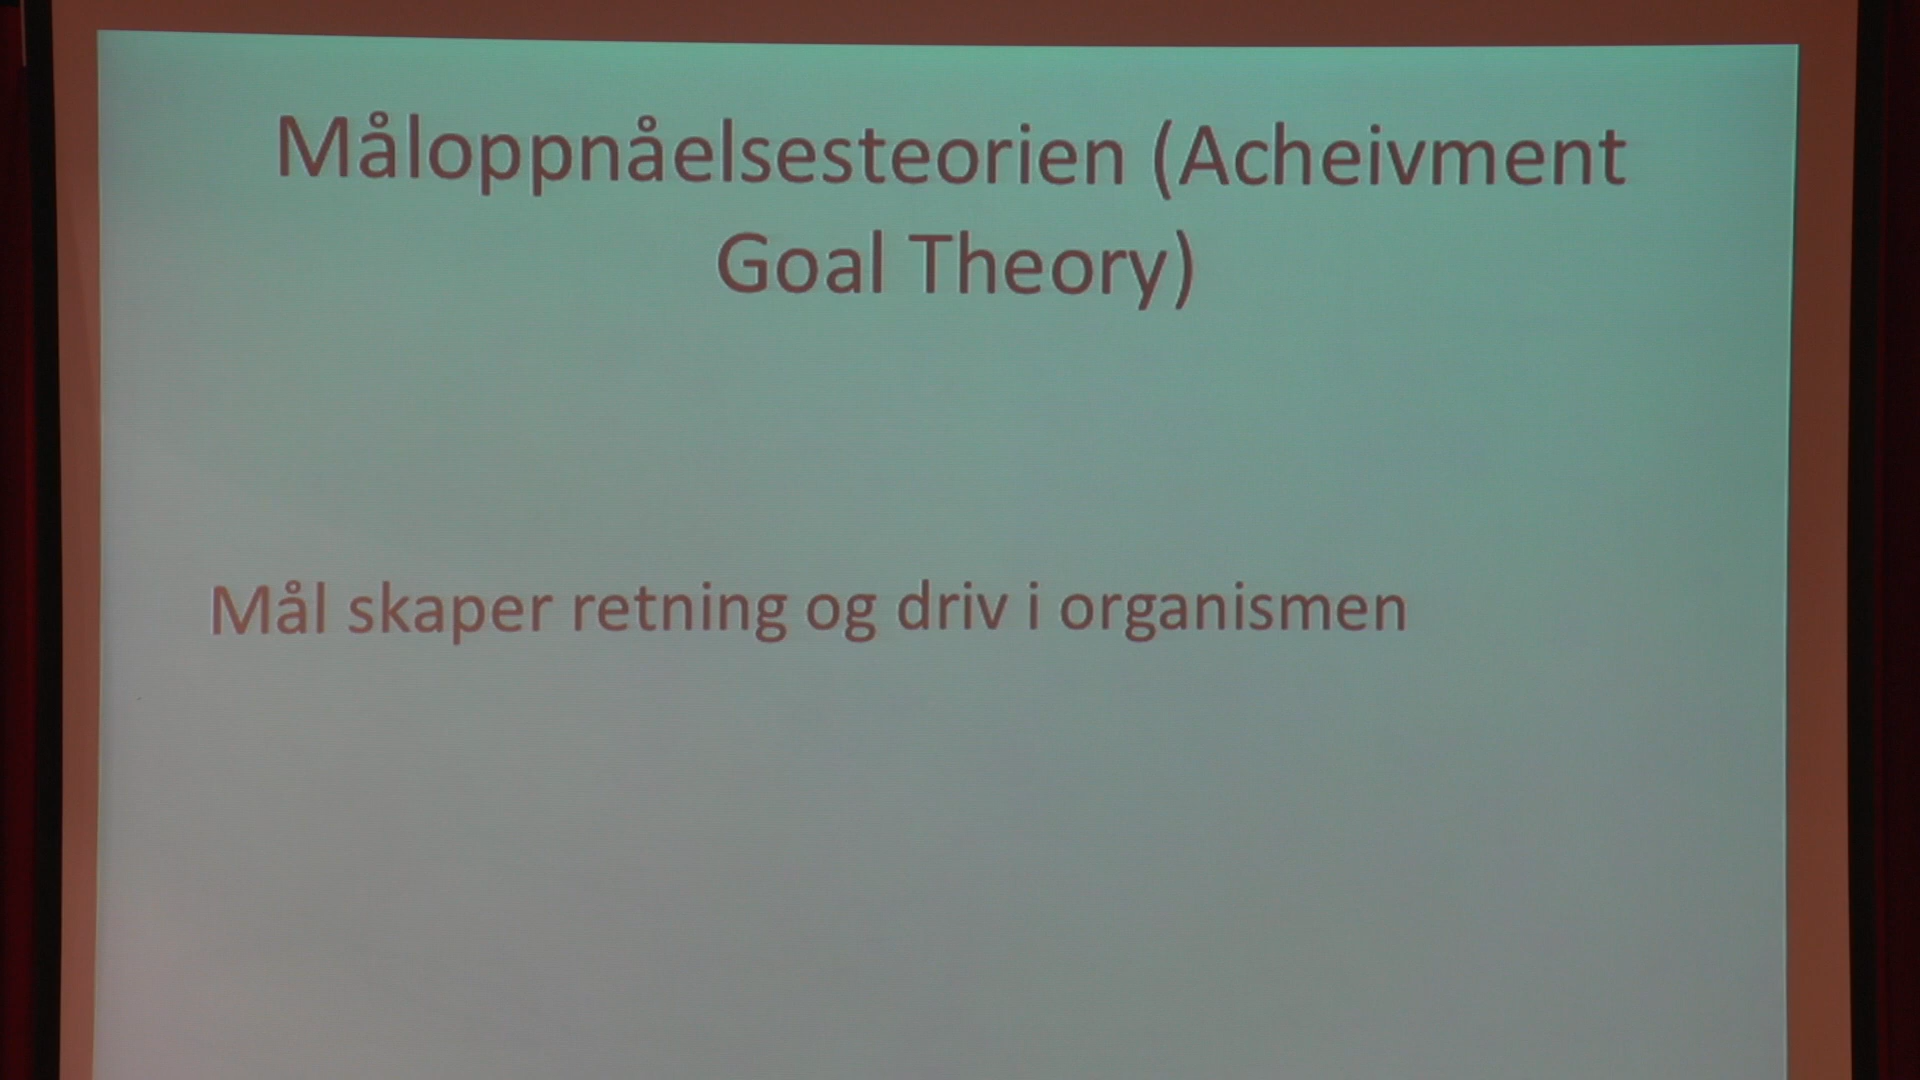 Måloppnåelsesteorien (Acheivment
Goal Theory)
Mål skaper retning og driv i organismen